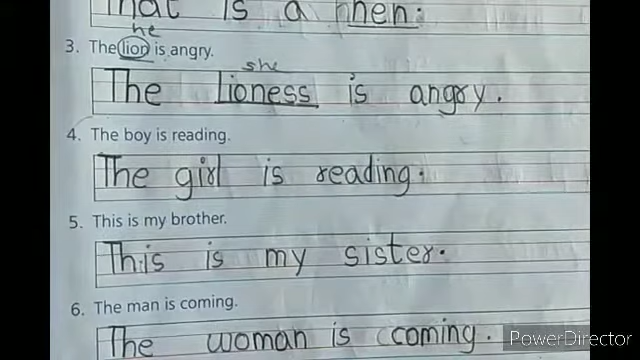 That is a hen.
he
3. The lion is angry.
she
The lioness is angry.
4. The boy is reading.
The girl is reading.
5. This is my brother.
This is my sister.
6. The man is coming.
The woman is coming.
PowerDirector